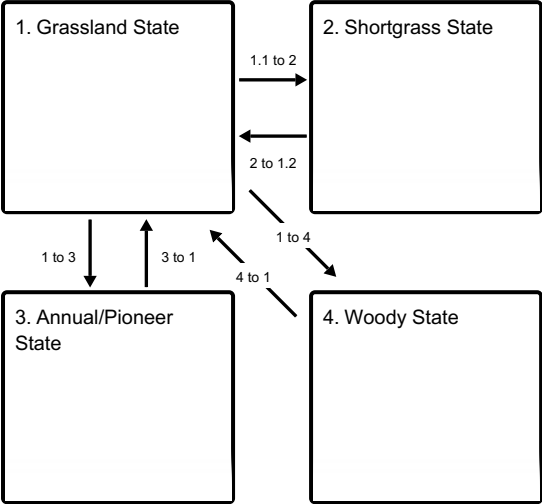 1. Grassland State
2. Shortgrass State
1.1 to 2
2 to 1.2
1 to 4
1 to 3
3 to 1
4 to 1
3. Annual/Pioneer
State
4. Woody State